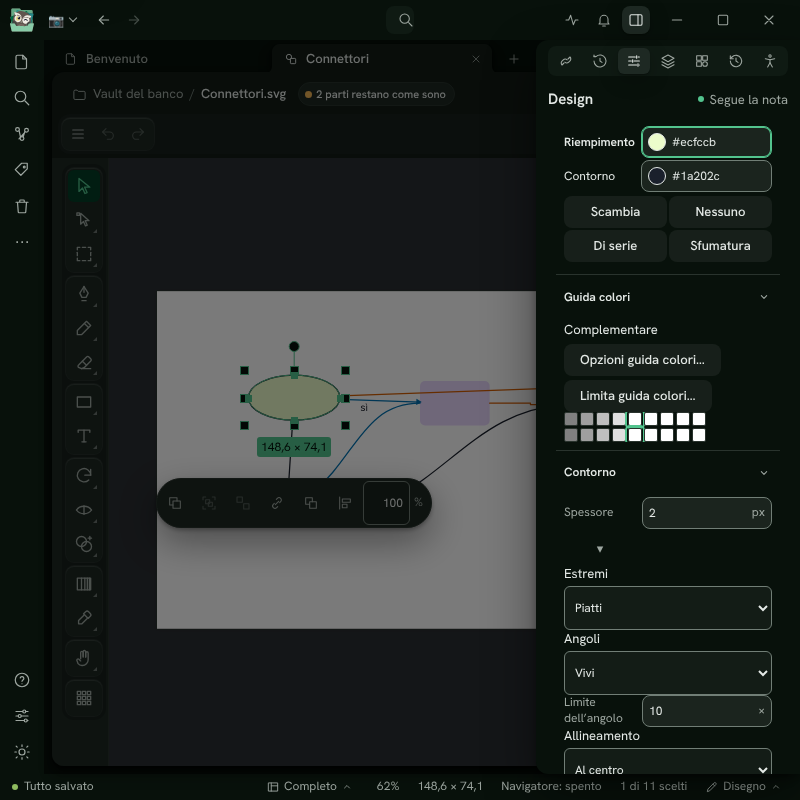 Benvenuto
Connettori
Vault del banco / Connettori.svg
2 parti restano come sono
sì
148,6 × 74,1
100 %
Design
Segue la nota
Riempimento
#ecfccb
Contorno
#1a202c
Scambia
Nessuno
Di serie
Sfumatura
Guida colori
Complementare
Opzioni guida colori...
Limita guida colori...
Contorno
Spessore
2 px
Estremi
Piatti
Angoli
Vivi
Limite
dell’angolo
10 ×
Allineamento
Al centro
Tutto salvato
Completo
62%
148,6 × 74,1
Navigatore: spento
1 di 11 scelti
Disegno